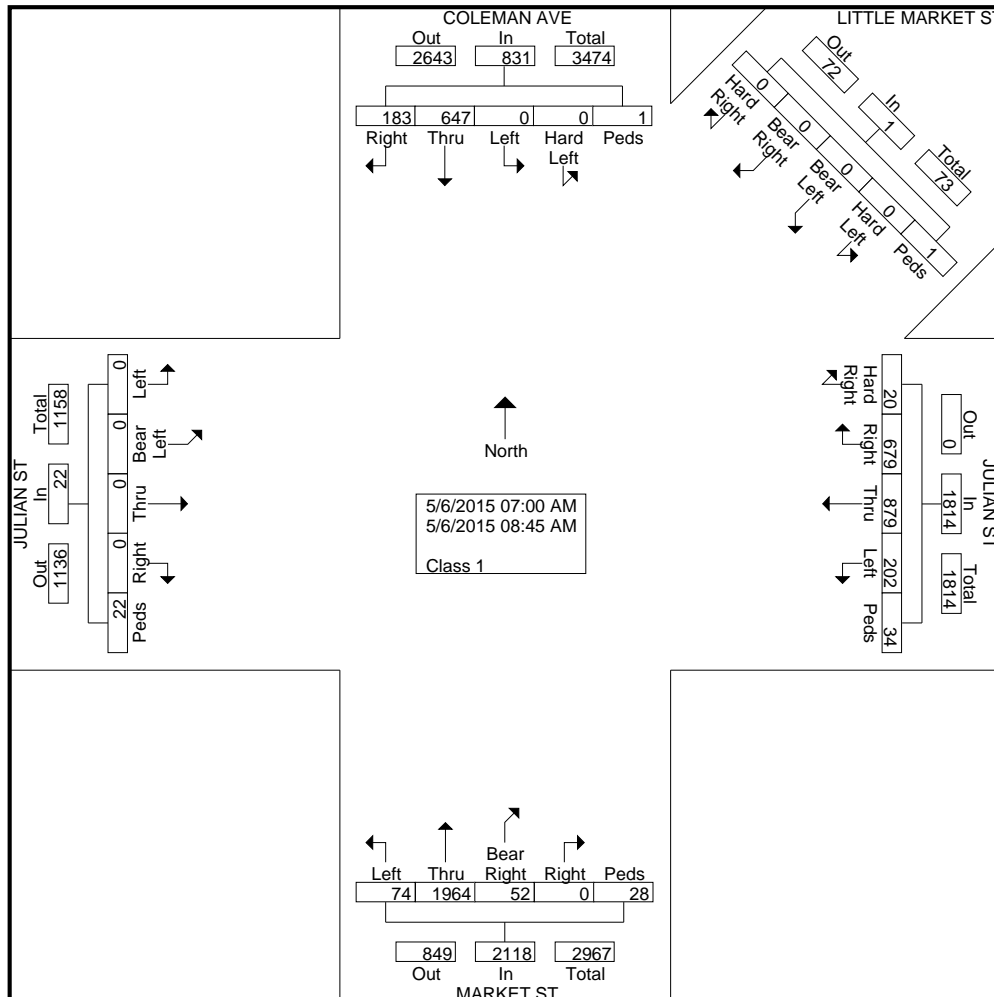 COLEMAN AVE
Out In Total
2643 831 3474
183 647 0 0 1
Right Thru Left Hard Left Peds
LITTLE MARKET ST
Out
72
In
1
Total
73
0 0 0 0 1
Hard Right
Bear Right
Bear Left
Hard Left
Peds
JULIAN ST
Total
1158
In
22
Out
1136
0 0 0 0 22
Left
Bear Left
Thru
Right
Peds
North
5/6/2015 07:00 AM
5/6/2015 08:45 AM
Class 1
20 679 879 202 34
Hard Right
Right
Thru
Left
Peds
Out
0
In
1814
Total
1814
JULIAN ST
Left Thru Bear Right Right Peds
74 1964 52 0 28
849 2118 2967
Out In Total
MARKET ST